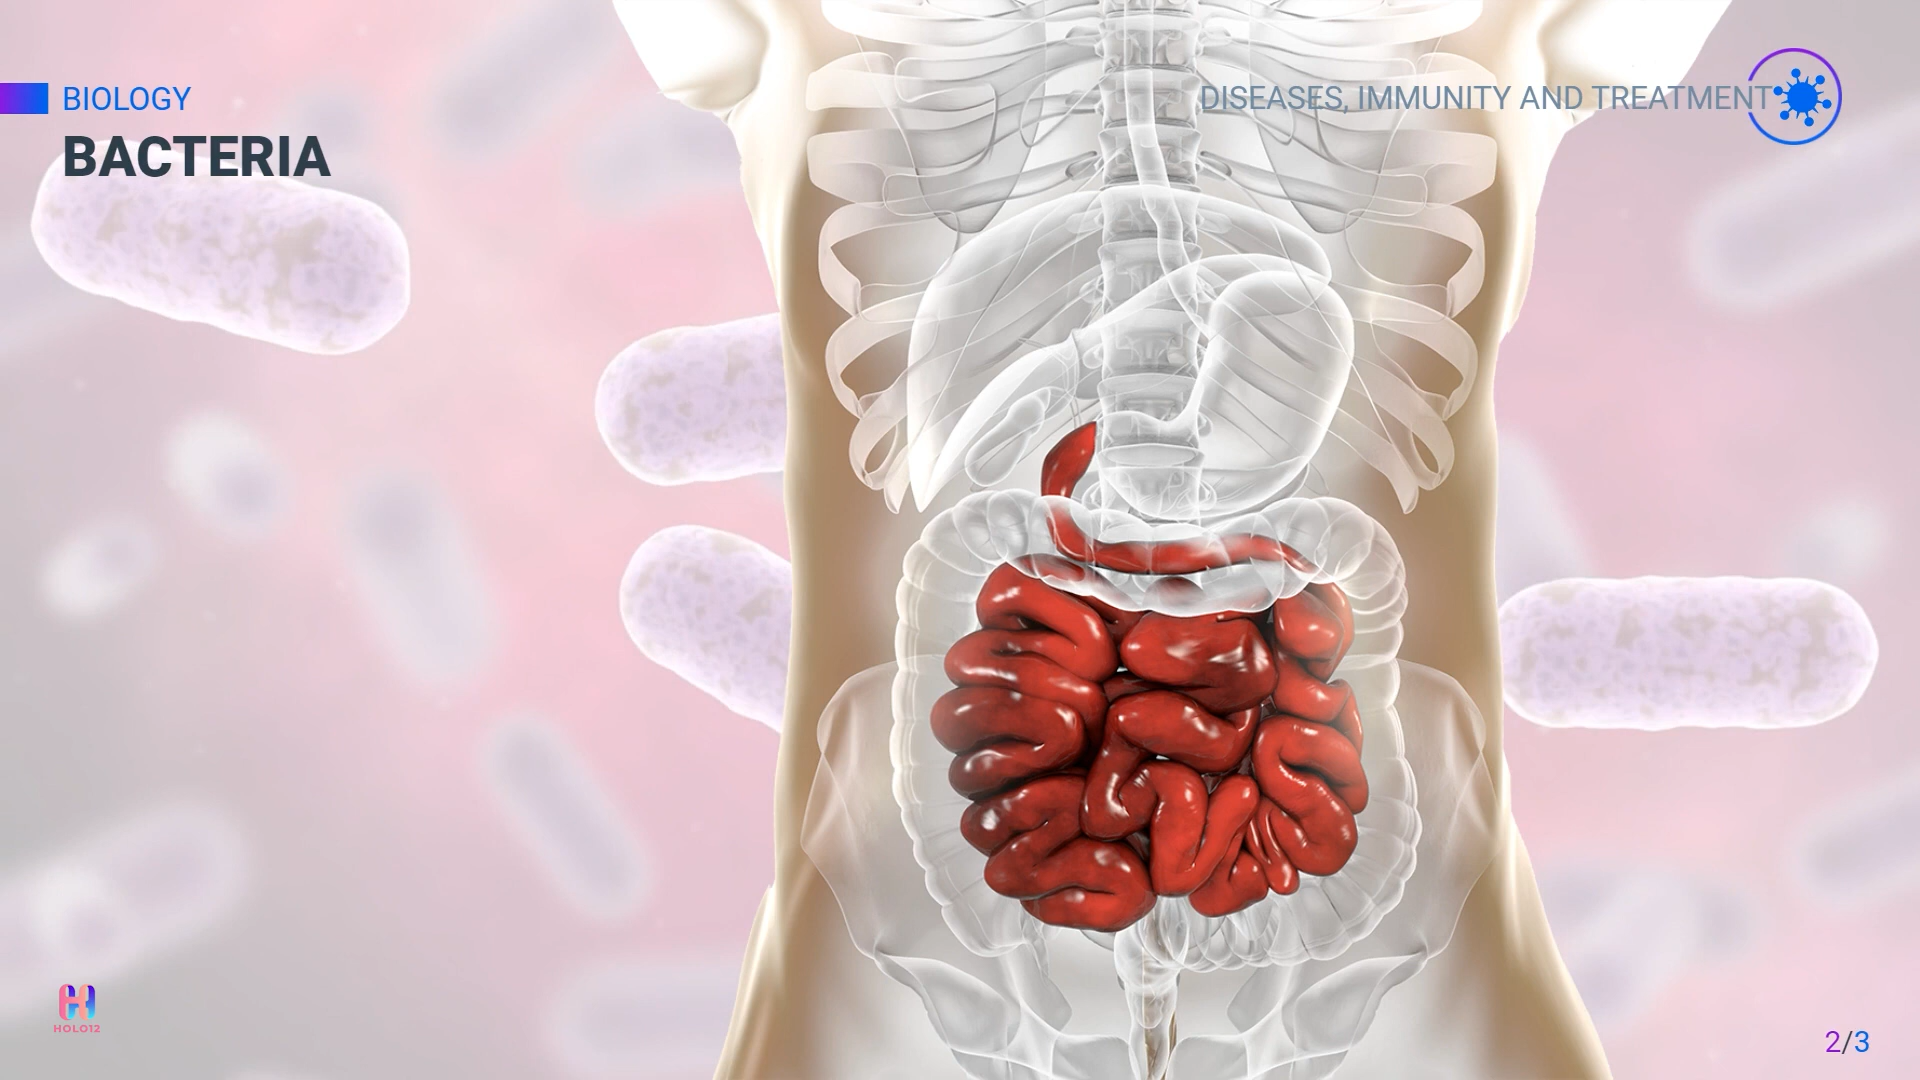 BIOLOGY
BACTERIA
DISEASES, IMMUNITY AND TREATMENT
HOLO12
2/3